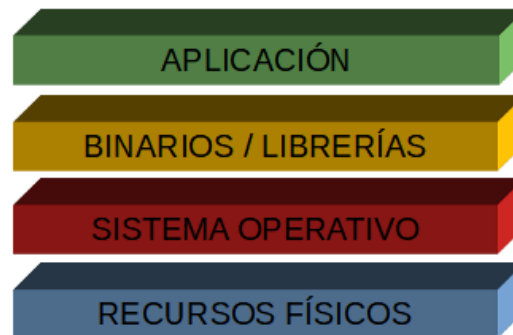 APLICACIÓN
BINARIOS / LIBRERÍAS
SISTEMA OPERATIVO
RECURSOS FÍSICOS